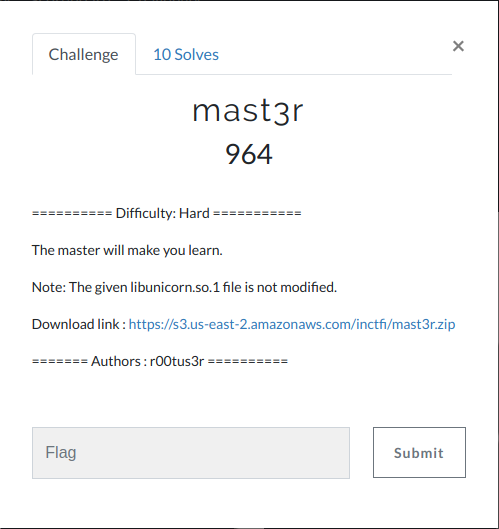 Challenge
10 Solves
×
mast3r
964
========== Difficulty: Hard ===========
The master will make you learn.
Note: The given libunicorn.so.1 file is not modified.
Download link : https://s3.us-east-2.amazonaws.com/inctfi/mast3r.zip
======= Authors : r00tus3r ==========
Flag
Submit